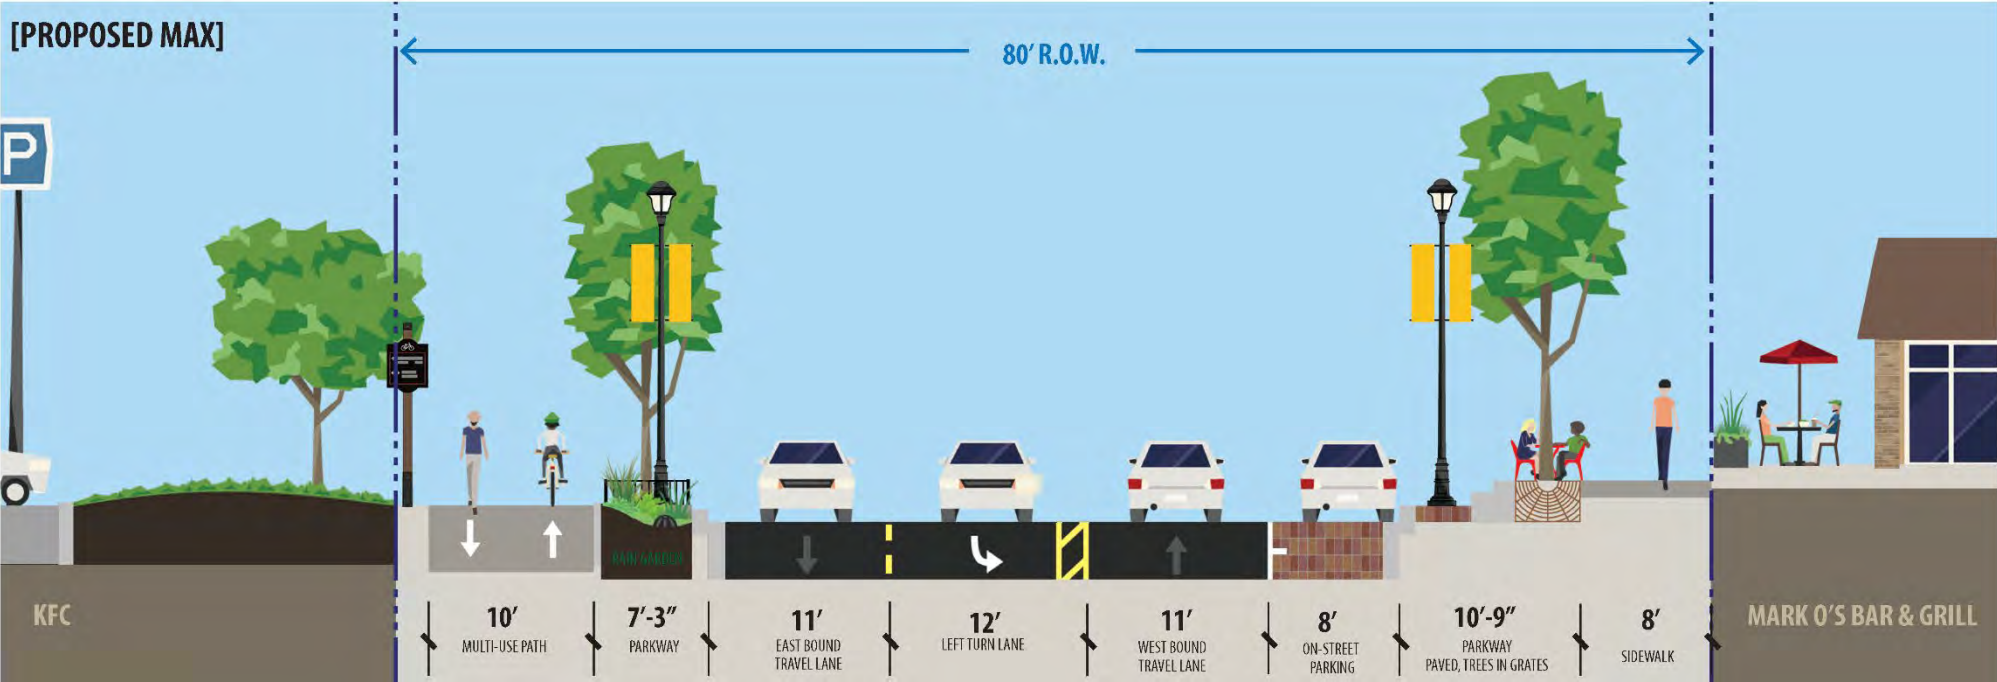 [PROPOSED MAX]
80' R.O.W.
P
RAIN GARDEN
KFC
10'
MULTI-USE PATH
7'-3"
PARKWAY
11'
EAST BOUND
TRAVEL LANE
12'
LEFT TURN LANE
11'
WEST BOUND
TRAVEL LANE
8'
ON-STREET
PARKING
10'-9"
PARKWAY
PAVED, TREES IN GRATES
8'
SIDEWALK
MARK O'S BAR & GRILL